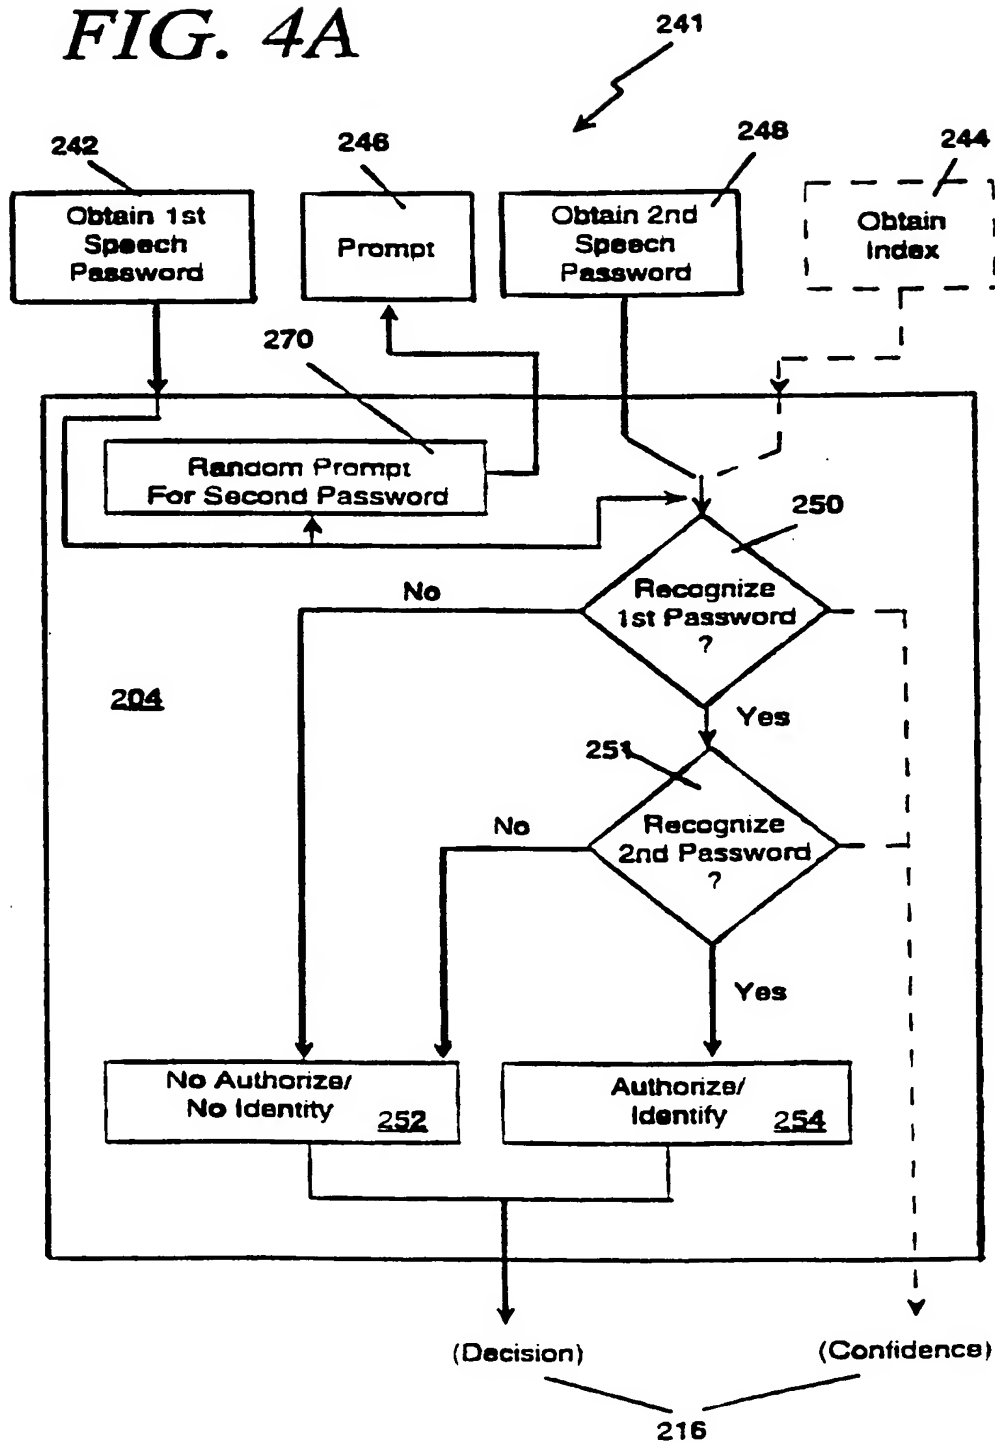 FIG. 4A
241
242
246
248
244
Obtain 1st
Speech
Password
Prompt
Obtain 2nd
Speech
Password
Obtain
Index
270
Random Prompt
For Second Password
250
No
Recognize
1st Password
?
204
Yes
251
No
Recognize
2nd Password
?
Yes
No Authorize/
No Identity
252
Authorize/
Identify
254
(Decision)
(Confidence)
216